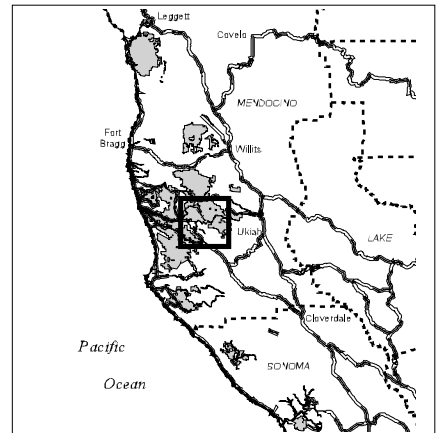 Leggett
Covelo
MENDOCINO
Fort
Bragg
Willits
Ukiah
LAKE
Cloverdale
Pacific
SONOMA
Ocean